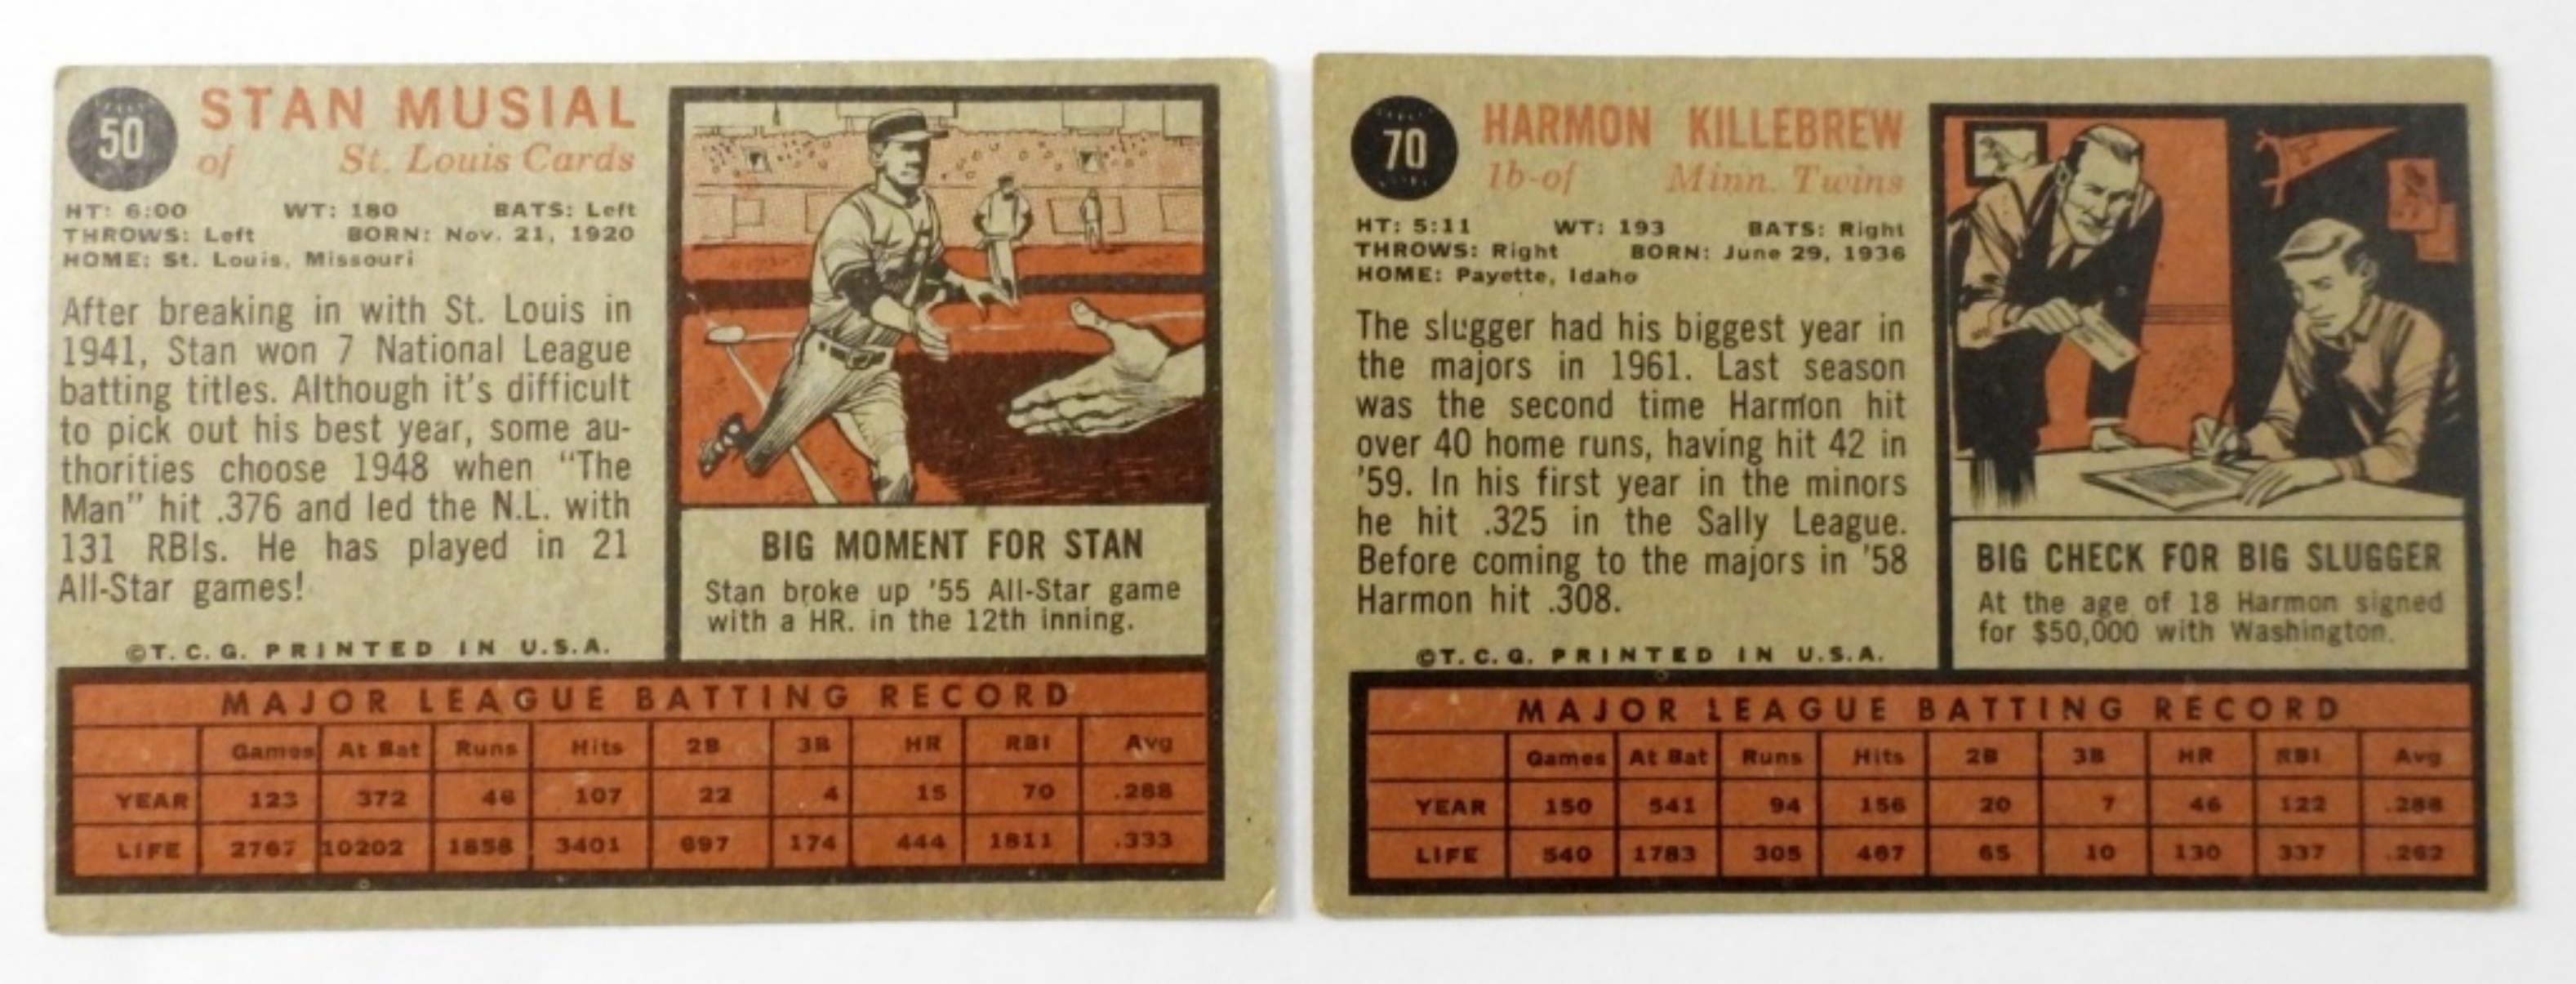 50
STAN MUSIAL
of St. Louis Cards
HT: 6:00 WT: 180 BATS: Left
THROWS: Left BORN: Nov. 21, 1920
HOME: St. Louis, Missouri
After breaking in with St. Louis in
1941, Stan won 7 National League
batting titles. Although it's difficult
to pick out his best year, some au-
thorities choose 1948 when "The
Man" hit .376 and led the N.L. with
131 RBIs. He has played in 21
All-Star games!
©T.C.G. PRINTED IN U.S.A.
BIG MOMENT FOR STAN
Stan broke up '55 All-Star game
with a HR. in the 12th inning.
MAJOR LEAGUE BATTING RECORD
Games At Bat Runs Hits 2B 3B HR RBI Avg
YEAR 123 372 46 107 22 4 15 70 .288
LIFE 2767 10202 1858 3401 697 174 444 1811 .333
70
HARMON KILLEBREW
1b-of Minn. Twins
HT: 5:11 WT: 193 BATS: Right
THROWS: Right BORN: June 29, 1936
HOME: Payette, Idaho
The slugger had his biggest year in
the majors in 1961. Last season
was the second time Harmon hit
over 40 home runs, having hit 42 in
'59. In his first year in the minors
he hit .325 in the Sally League.
Before coming to the majors in '58
Harmon hit .308.
©T.C.G. PRINTED IN U.S.A.
BIG CHECK FOR BIG SLUGGER
At the age of 18 Harmon signed
for $50,000 with Washington.
MAJOR LEAGUE BATTING RECORD
Games At Bat Runs Hits 2B 3B HR RBI Avg
YEAR 150 541 94 156 20 7 46 122 .288
LIFE 540 1783 305 467 65 10 130 337 .262